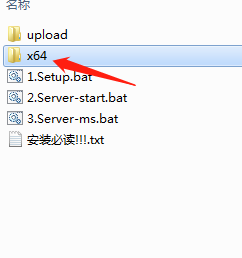 名称
upload
x64
1.Setup.bat
2.Server-start.bat
3.Server-ms.bat
安装必读!!!.txt